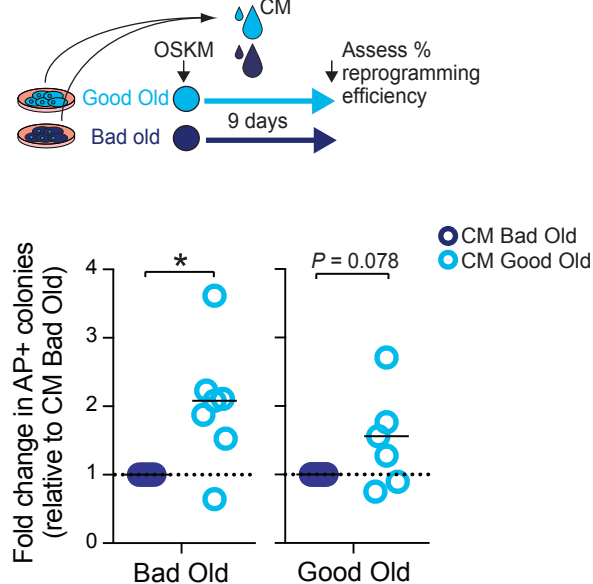 CM
OSKM
Assess %
reprogramming
efficiency
Good Old
Bad old
9 days
CM Bad Old
CM Good Old
Fold change in AP+ colonies
(relative to CM Bad Old)
4
3
2
1
0
*
P = 0.078
Bad Old
Good Old